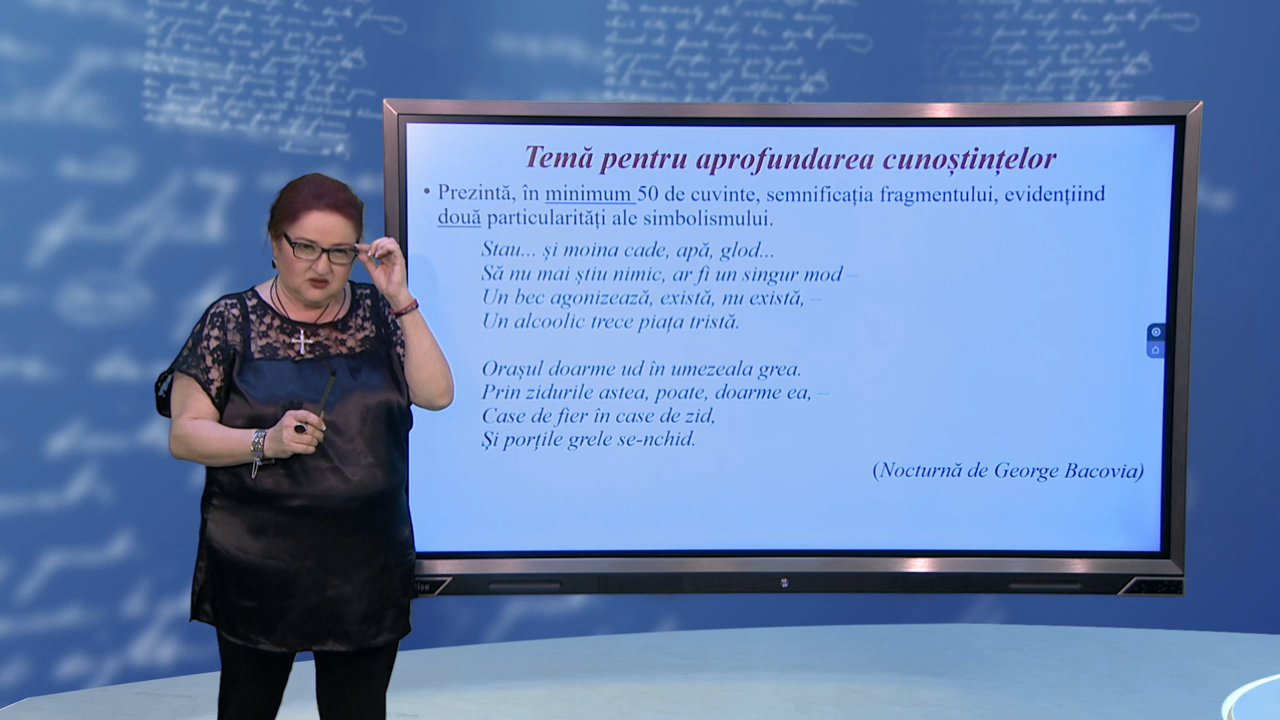 Temă pentru aprofundarea cunoștințelor
• Prezintă, în minimum 50 de cuvinte, semnificația fragmentului, evidențiind
două particularități ale simbolismului.
Stau... și moina cade, apă, glod...
Să nu mai știu nimic, ar fi un singur mod –
Un bec agonizează, există, nu există, –
Un alcoolic trece piața tristă.
Orașul doarme ud în umezeala grea.
Prin zidurile astea, poate, doarme ea, –
Case de fier în case de zid,
Și porțile grele se-nchid.
(Nocturnă de George Bacovia)